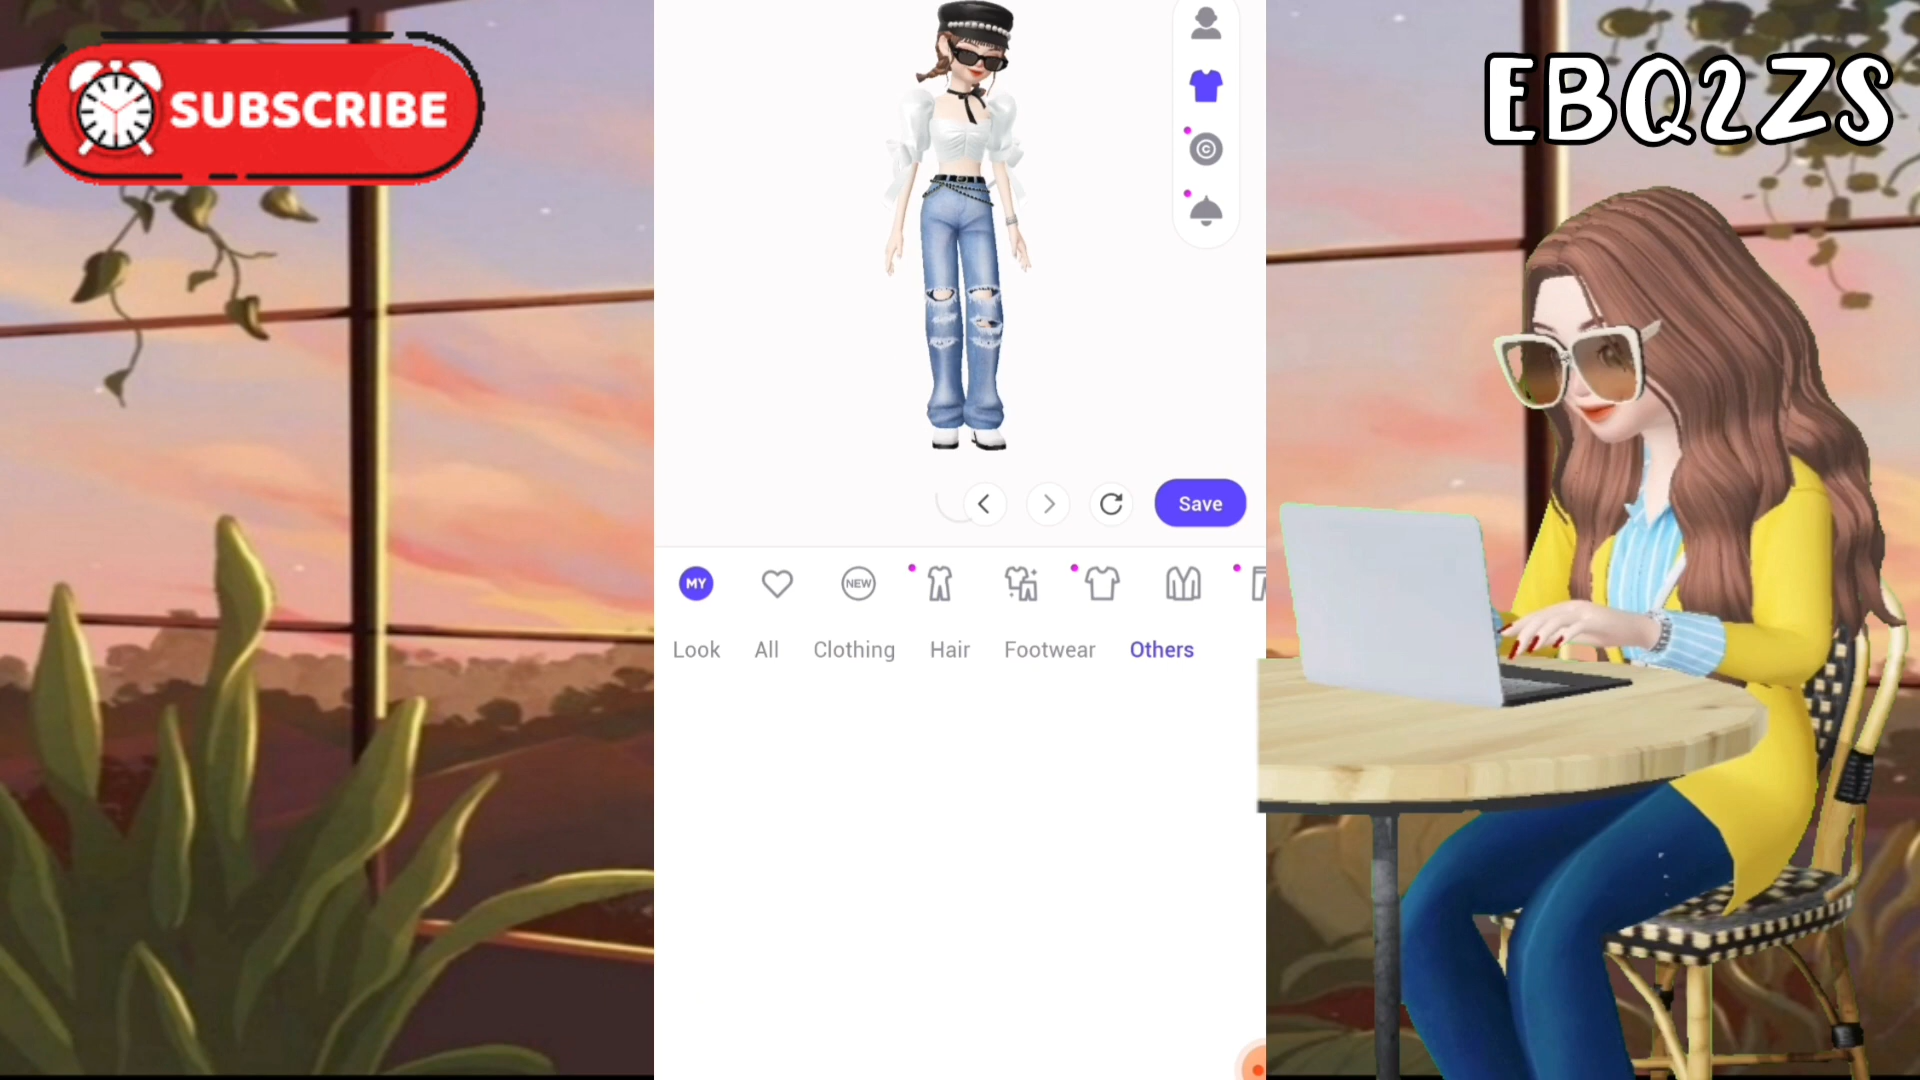 SUBSCRIBE
EBQ2ZS
Save
MY
NEW
Look All Clothing Hair Footwear Others